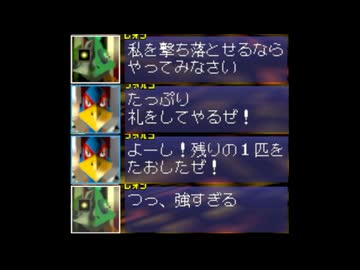 レオン
私を撃ち落とせるなら
やってみなさい
ファルコ
たっぷり
礼をしてやるぜ！
ファルコ
よーし！残りの１匹を
たおしたぜ！
レオン
つっ、強すぎる